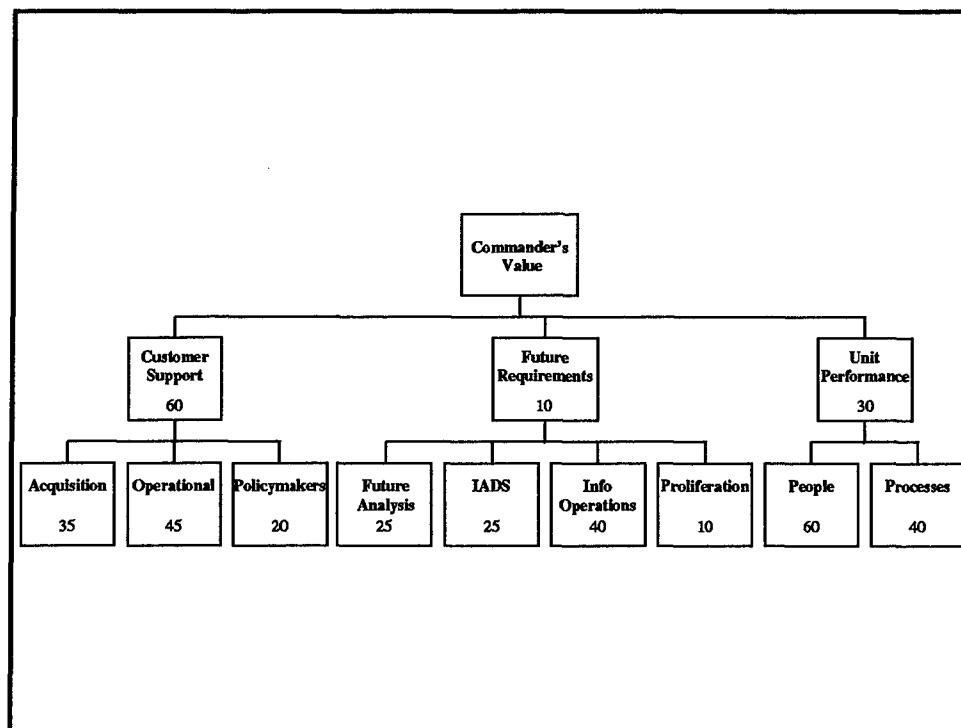 Commander's
Value
Customer
Support
60
Future
Requirements
10
Unit
Performance
30
Acquisition
35
Operational
45
Policymakers
20
Future
Analysis
25
IADS
25
Info
Operations
40
Proliferation
10
People
60
Processes
40